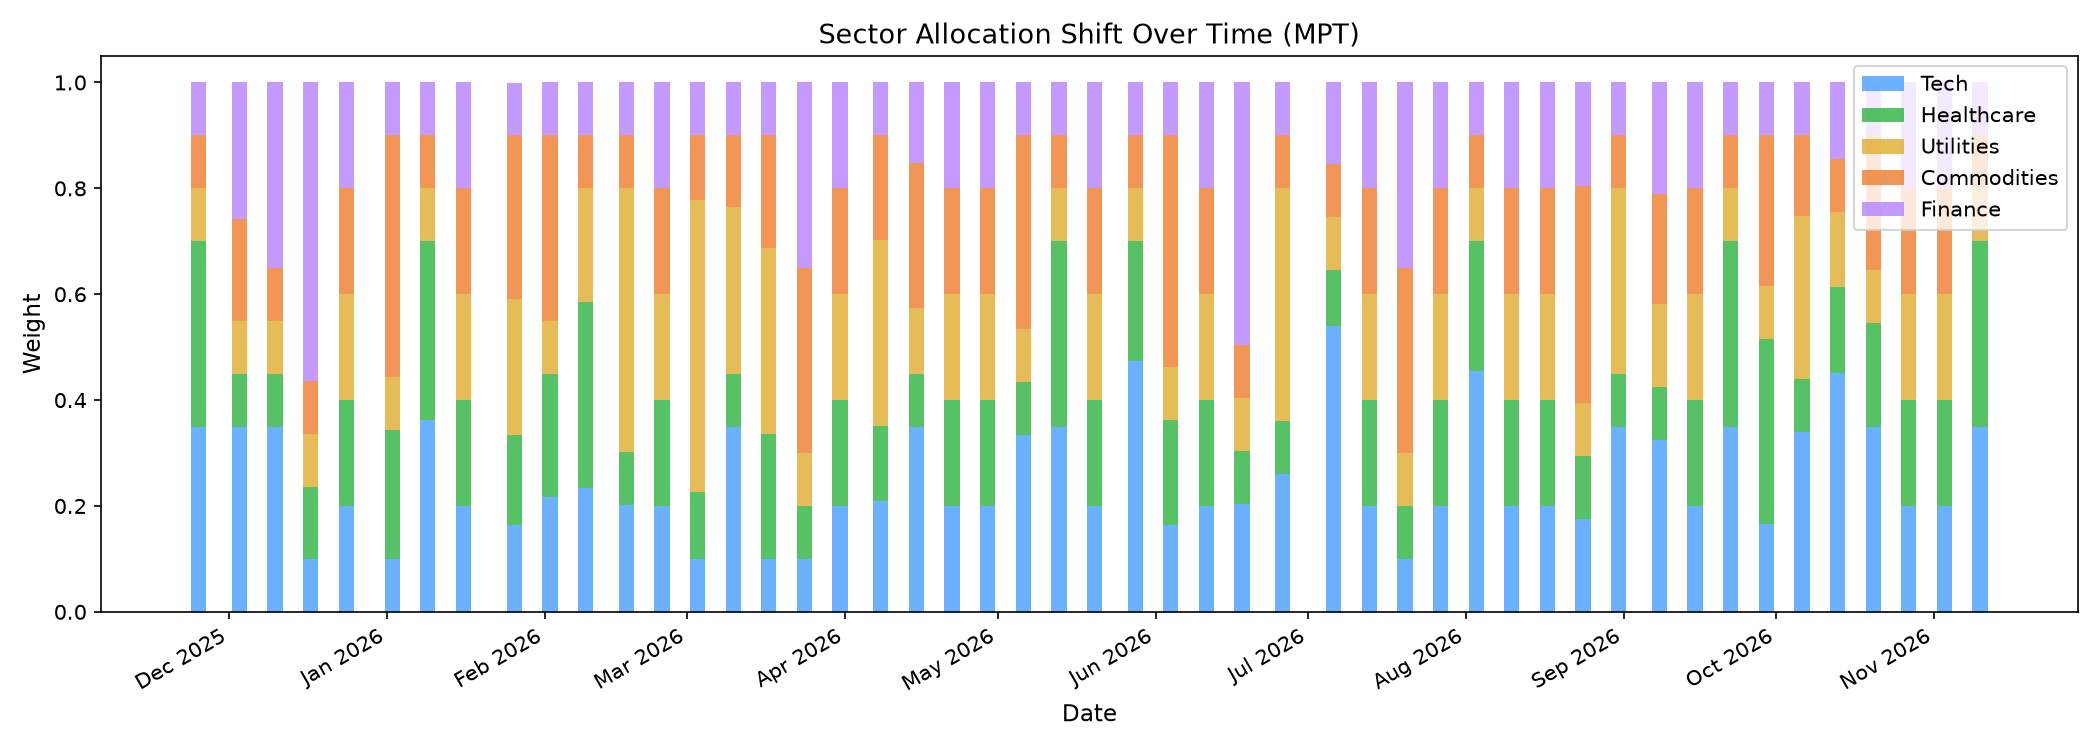 Sector Allocation Shift Over Time (MPT)
Tech
Healthcare
Utilities
Commodities
Finance
Weight
1.0
0.8
0.6
0.4
0.2
0.0
Dec 2025
Jan 2026
Feb 2026
Mar 2026
Apr 2026
May 2026
Jun 2026
Jul 2026
Aug 2026
Sep 2026
Oct 2026
Nov 2026
Date